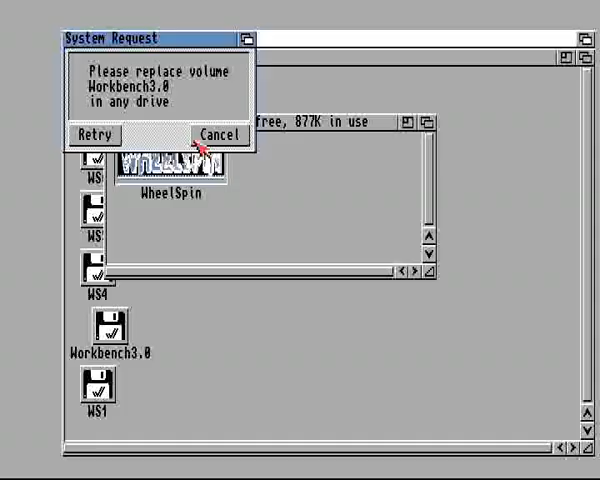 System Request
Please replace volume
Workbench3.0
in any drive
Retry
Cancel
free, 877K in use
WHEELSPIN
WheelSpin
WS
WS
WS4
Workbench3.0
WS1